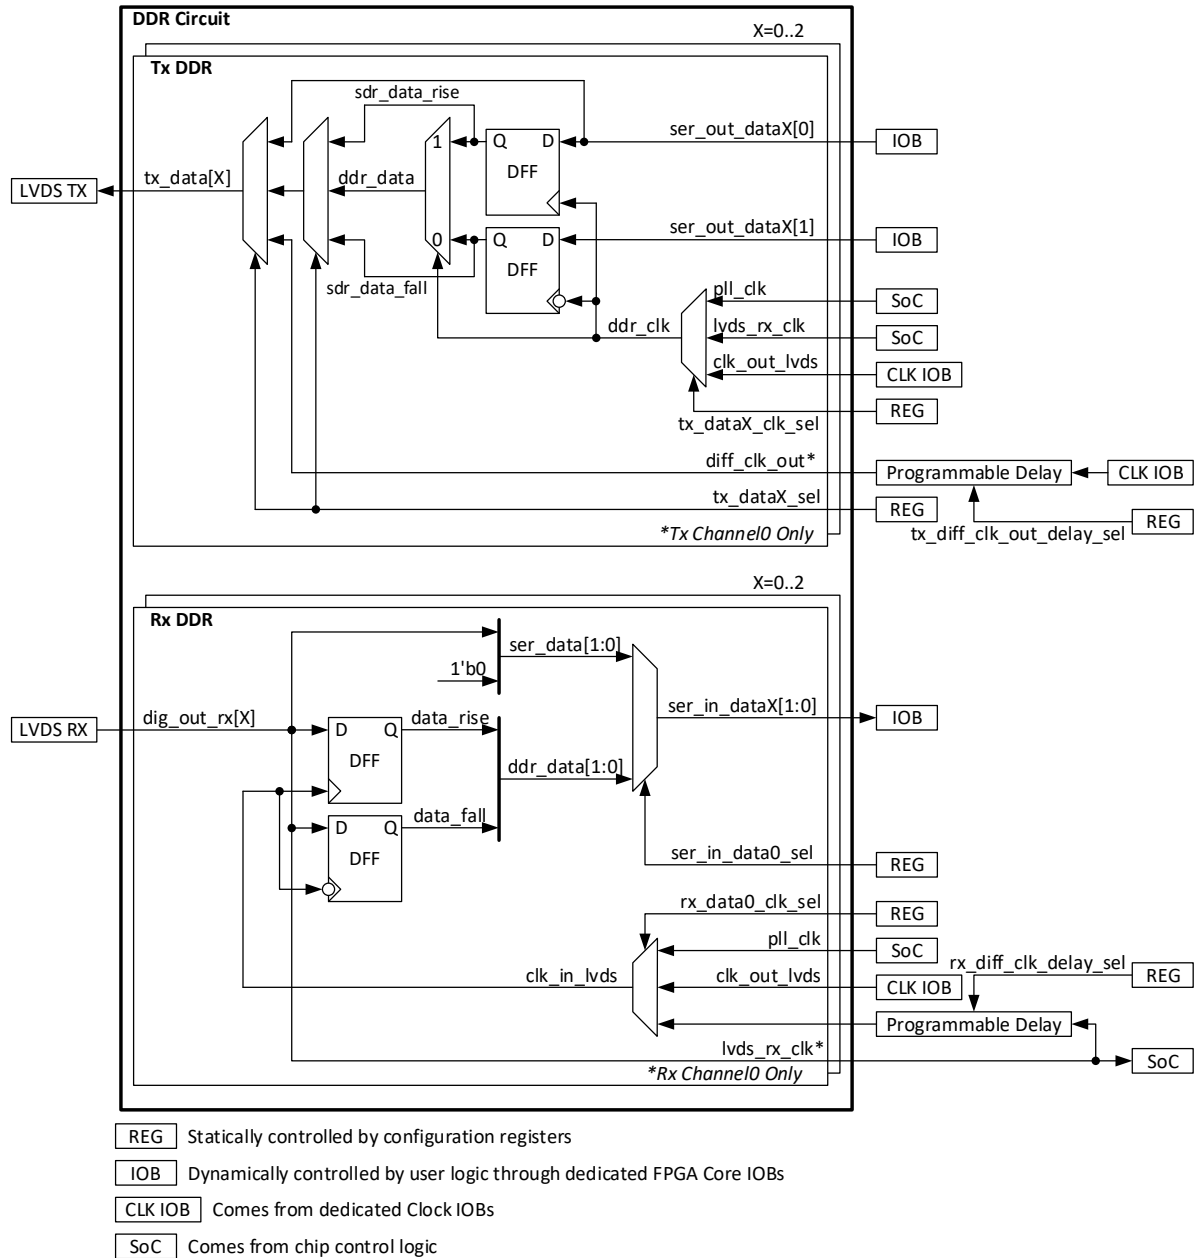 DDR Circuit
X=0..2
Tx DDR
sdr_data_rise
ser_out_dataX[0]
IOB
1
Q
D
DFF
LVDS TX
tx_data[X]
ddr_data
ser_out_dataX[1]
IOB
0
Q
D
DFF
sdr_data_fall
pll_clk
SoC
ddr_clk
lvds_rx_clk
SoC
clk_out_lvds
CLK IOB
REG
tx_dataX_clk_sel
diff_clk_out*
Programmable Delay
CLK IOB
tx_dataX_sel
REG
REG
*Tx Channel0 Only
tx_diff_clk_out_delay_sel
X=0..2
Rx DDR
ser_data[1:0]
1'b0
LVDS RX
dig_out_rx[X]
data_rise
ser_in_dataX[1:0]
IOB
D
Q
DFF
ddr_data[1:0]
data_fall
D
Q
DFF
ser_in_data0_sel
REG
rx_data0_clk_sel
REG
pll_clk
SoC
rx_diff_clk_delay_sel
REG
clk_in_lvds
clk_out_lvds
CLK IOB
Programmable Delay
lvds_rx_clk*
SoC
*Rx Channel0 Only
REG Statically controlled by configuration registers
IOB Dynamically controlled by user logic through dedicated FPGA Core IOBs
CLK IOB Comes from dedicated Clock IOBs
SoC Comes from chip control logic